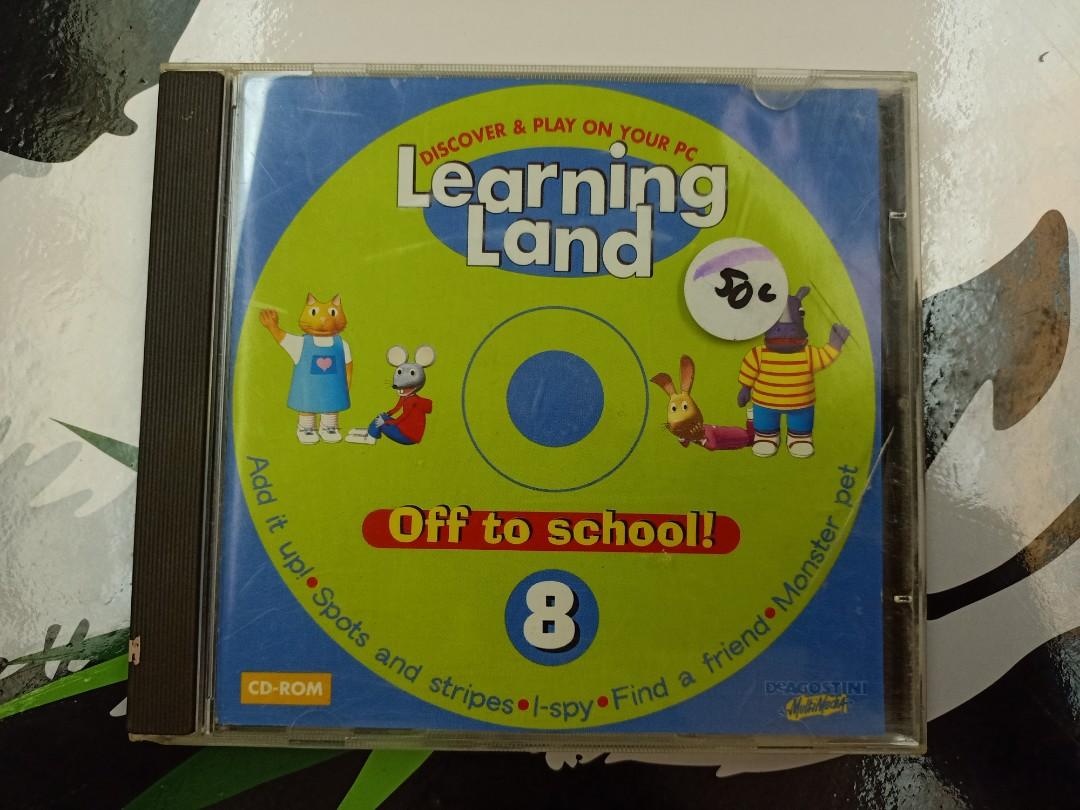 DISCOVER & PLAY ON YOUR PC
Learning
Land
50c
Off to school!
8
Add it up! • Spots and stripes • I-spy • Find a friend • Monster pet
CD-ROM
DeAGOSTINI
MultiMedia